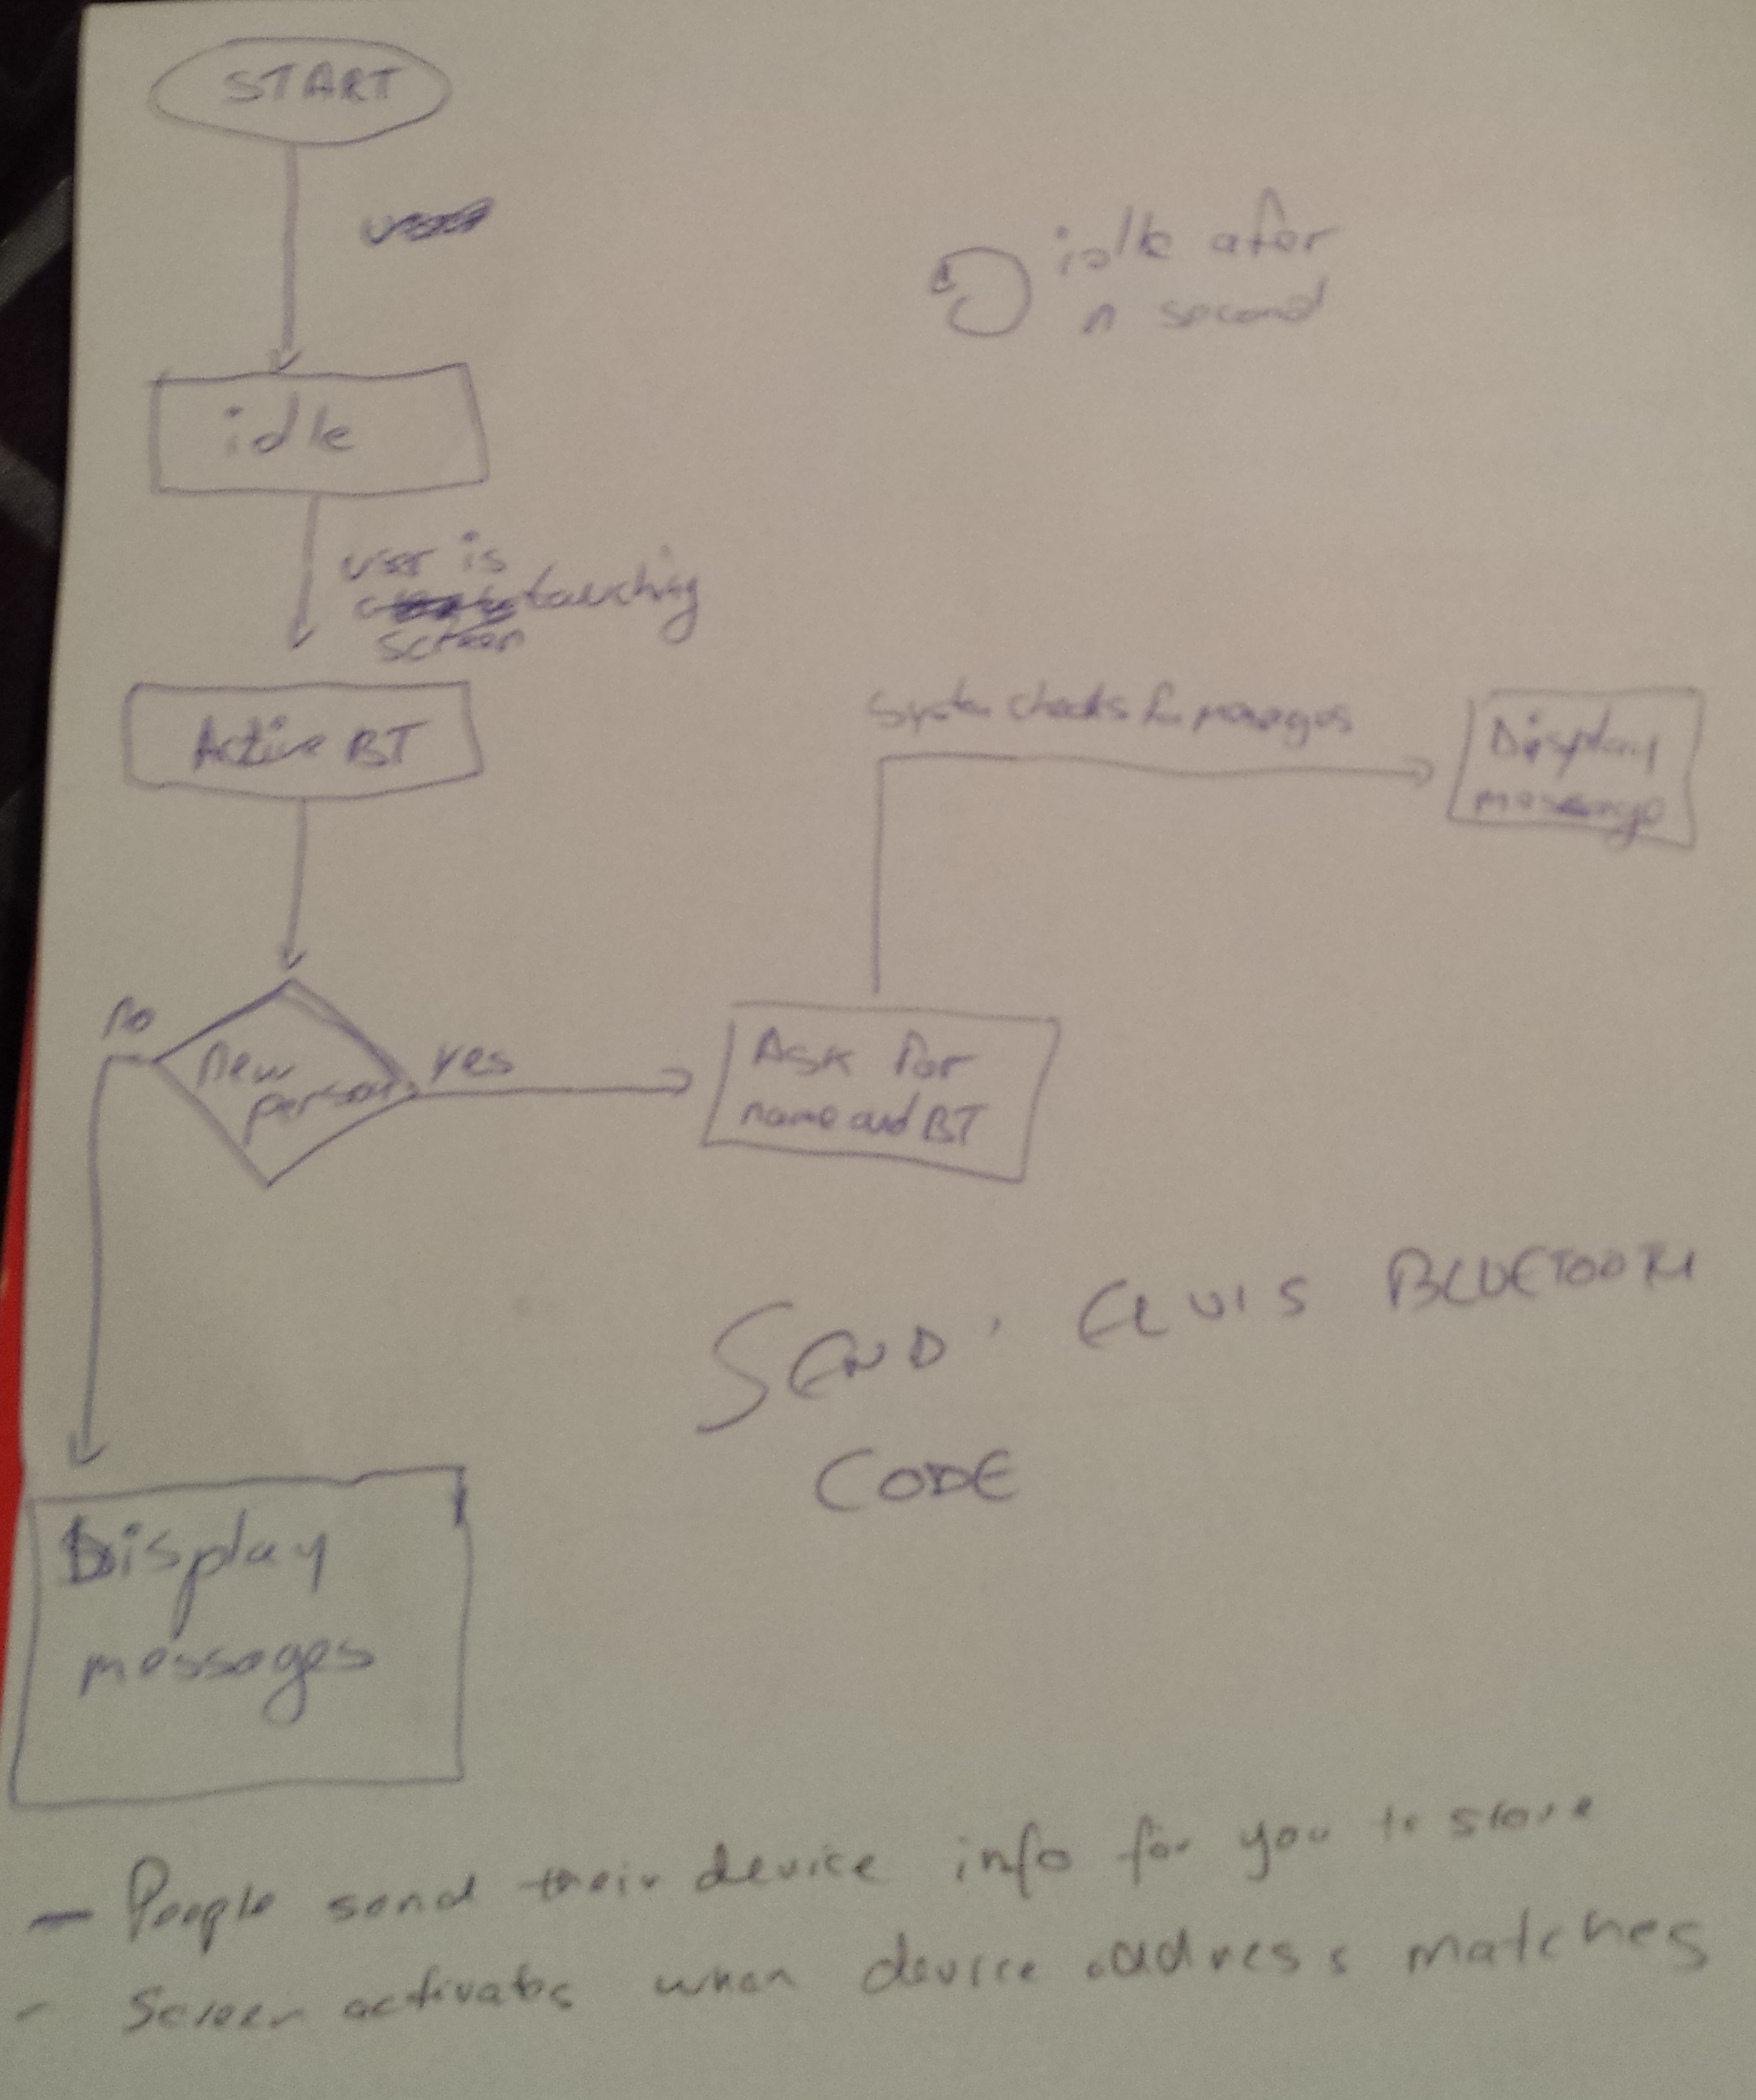 START
idle afer
n second
idle
user is
touching
screen
System checks for messages
Display
message
Active BT
no
new
person
yes
Ask for
name and BT
SEND ELVIS BLUETOOTH
CODE
Display
messages
- People send their device info for you to store
- Screen activates when device address matches